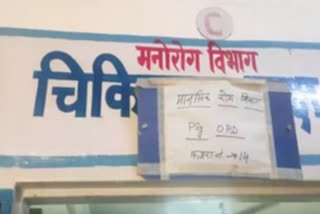 मनोरोग विभाग
चिकि
मानसिक रोग विभाग
Psy OPD
कमरा नं → 14